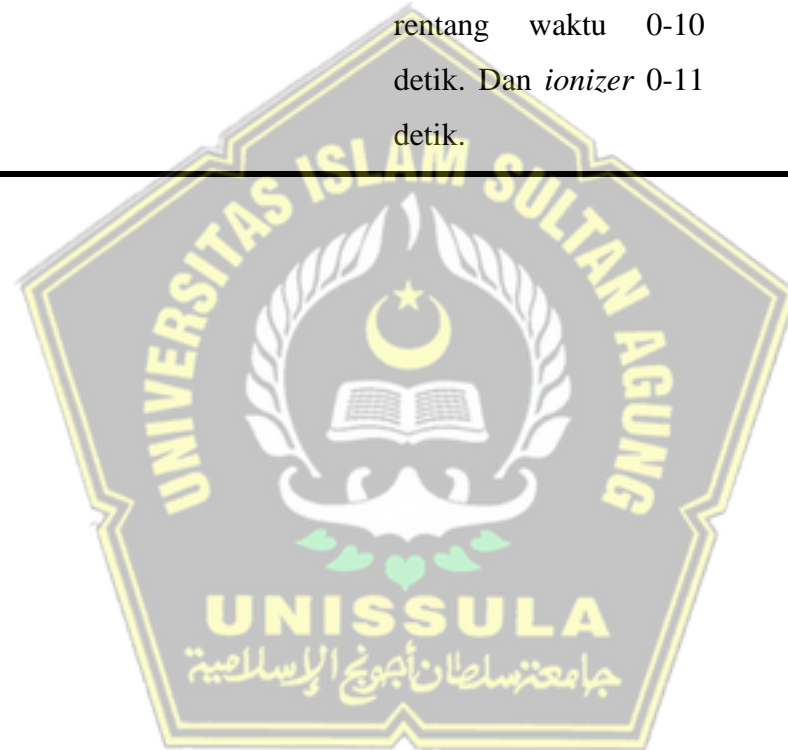 rentang waktu 0-10
detik. Dan ionizer 0-11
detik.
UNIVERSITAS ISLAM SULTAN AGUNG
UNISSULA
جامعة سلطان أجونج الإسلامية